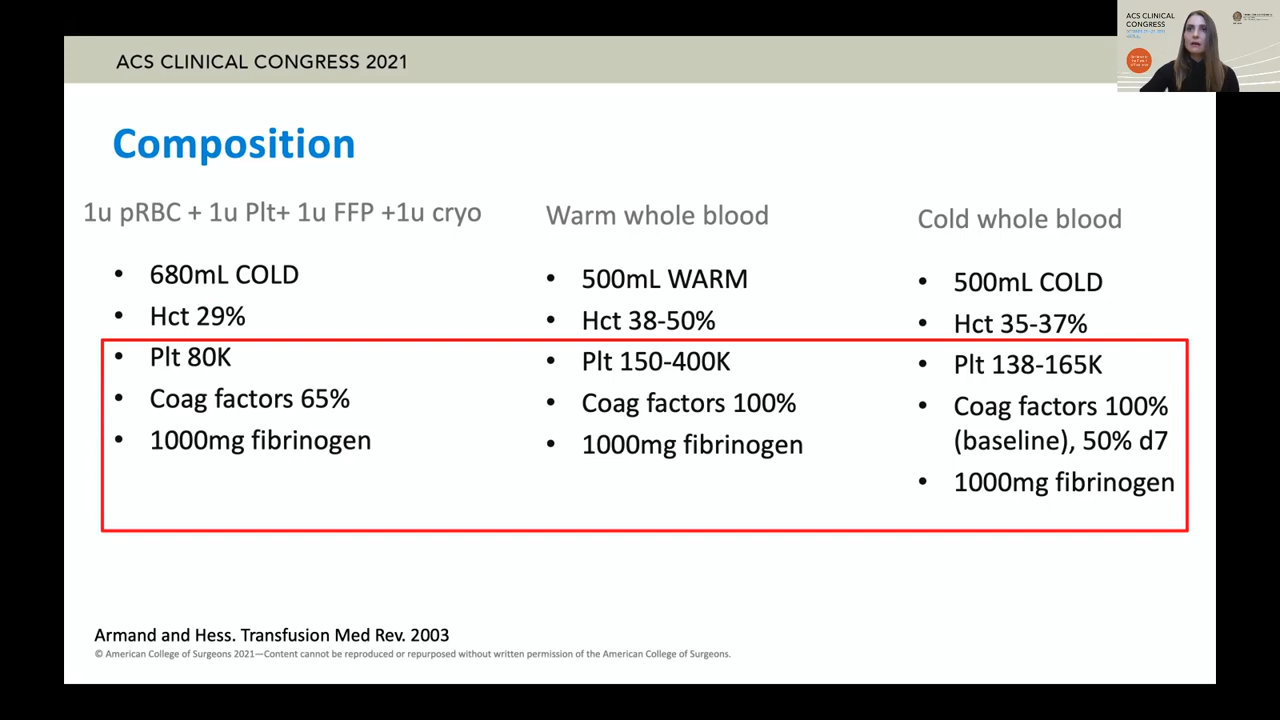 ACS CLINICAL CONGRESS 2021
ACS CLINICAL
CONGRESS
Composition
1u pRBC + 1u Plt+ 1u FFP +1u cryo
• 680mL COLD
• Hct 29%
• Plt 80K
• Coag factors 65%
• 1000mg fibrinogen
Warm whole blood
• 500mL WARM
• Hct 38-50%
• Plt 150-400K
• Coag factors 100%
• 1000mg fibrinogen
Cold whole blood
• 500mL COLD
• Hct 35-37%
• Plt 138-165K
• Coag factors 100%
(baseline), 50% d7
• 1000mg fibrinogen
Armand and Hess. Transfusion Med Rev. 2003
© American College of Surgeons 2021—Content cannot be reproduced or repurposed without written permission of the American College of Surgeons.